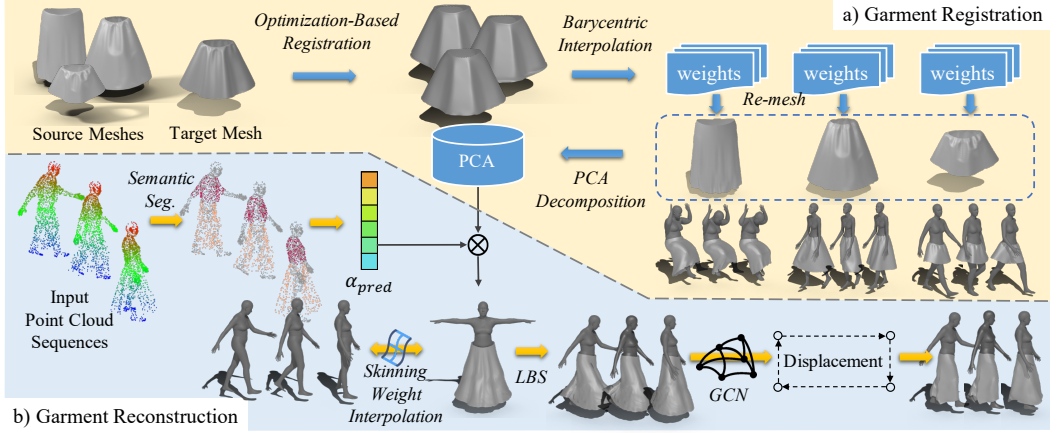 a) Garment Registration
Optimization-Based
Registration
Barycentric
Interpolation
Source Meshes
Target Mesh
weights
weights
weights
Re-mesh
PCA
PCA
Decomposition
Semantic
Seg.
αpred
Input
Point Cloud
Sequences
Skinning
Weight
Interpolation
LBS
GCN
Displacement
b) Garment Reconstruction